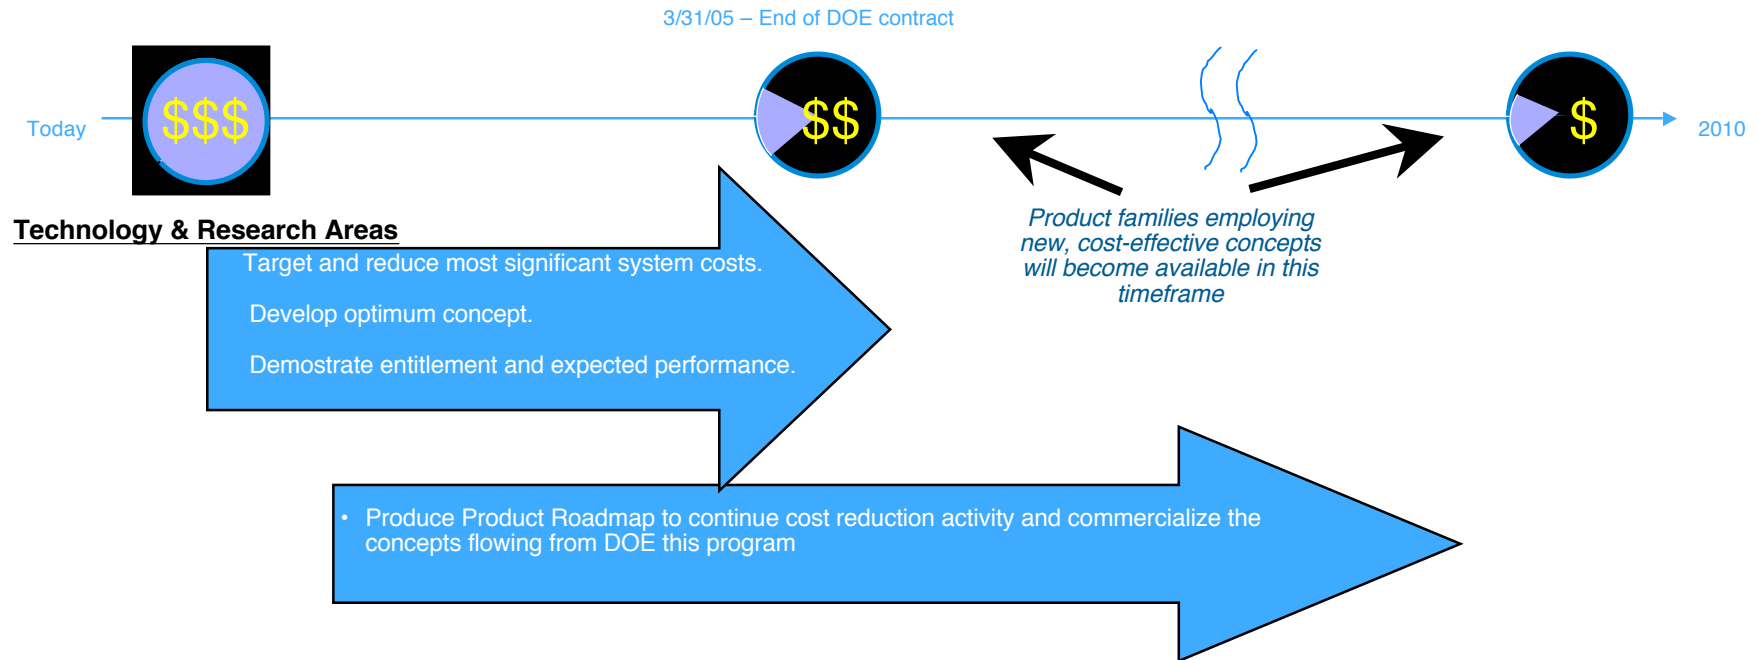 3/31/05 – End of DOE contract
Today
$$$
$$
$
2010
Technology & Research Areas
Product families employing
new, cost-effective concepts
will become available in this
timeframe
Target and reduce most significant system costs.
Develop optimum concept.
Demostrate entitlement and expected performance.
• Produce Product Roadmap to continue cost reduction activity and commercialize the
concepts flowing from DOE this program